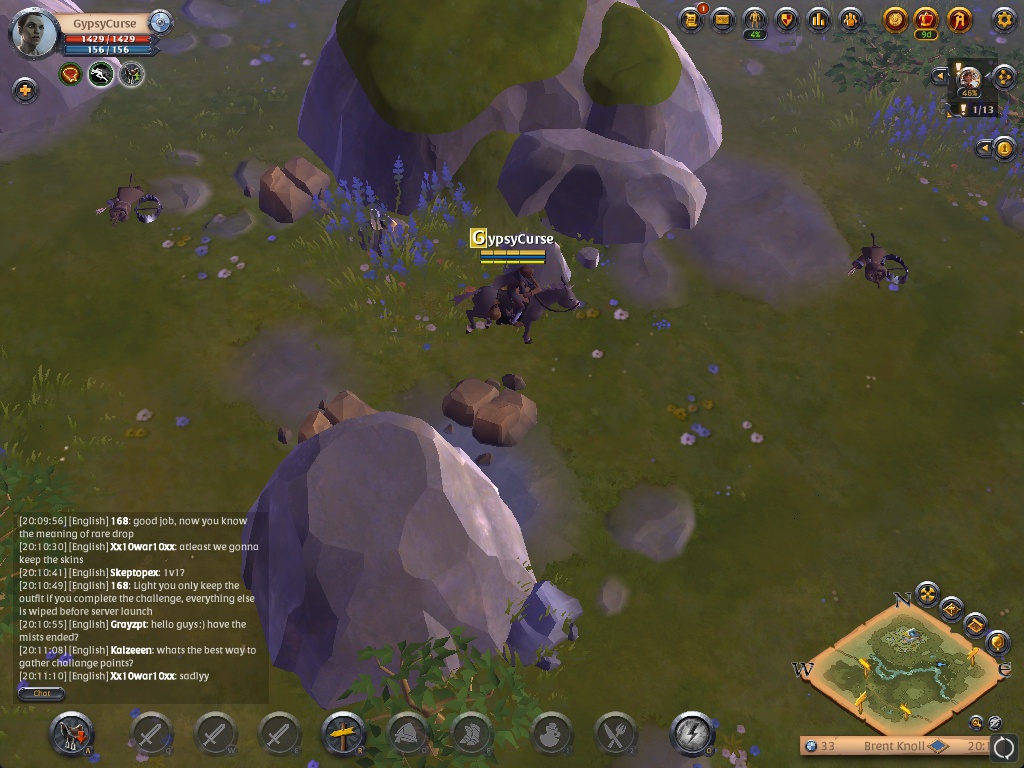 GypsyCurse
1429 / 1429
156 / 156
1
4%
9d
46%
1/13
GypsyCurse
[20:09:56] [English] 168: good job, now you know
the meaning of rare drop
[20:10:30] [English] Xx10war10xx: atleast we gonna
keep the skins
[20:10:41] [English] Skeptopex: 1v1?
[20:10:49] [English] 168: Light you only keep the
outfit if you complete the challenge, everything else
is wiped before server launch
[20:10:55] [English] Grayzpt: hello guys:) have the
mists ended?
[20:11:08] [English] Kaizeeen: whats the best way to
gather challange points?
[20:11:10] [English] Xx10war10xx: sadlyy
Chat
N
W
E
A
Q
W
E
R
D
F
33
Brent Knoll